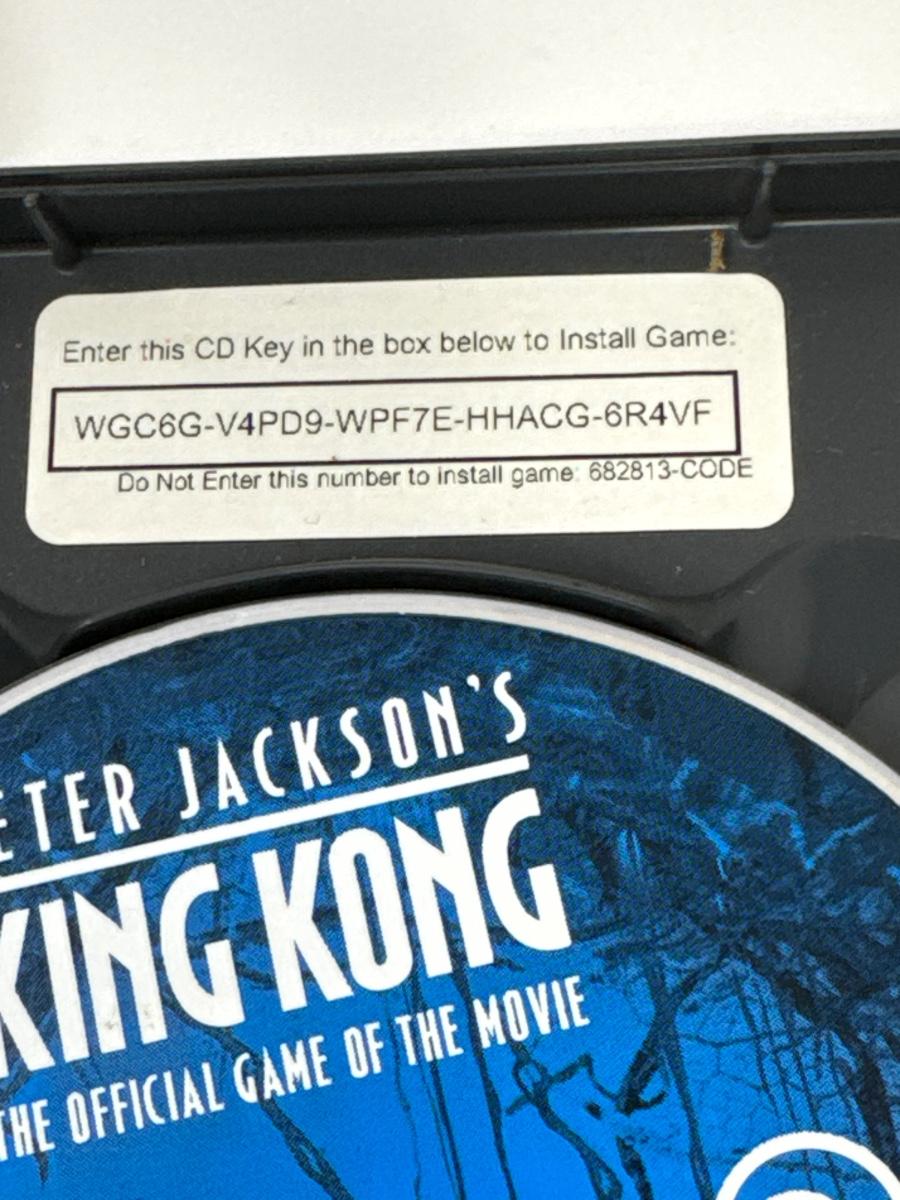 Enter this CD Key in the box below to Install Game:
WGC6G-V4PD9-WPF7E-HHACG-6R4VF
Do Not Enter this number to install game: 682813-CODE
ETER JACKSON'S
KING KONG
THE OFFICIAL GAME OF THE MOVIE